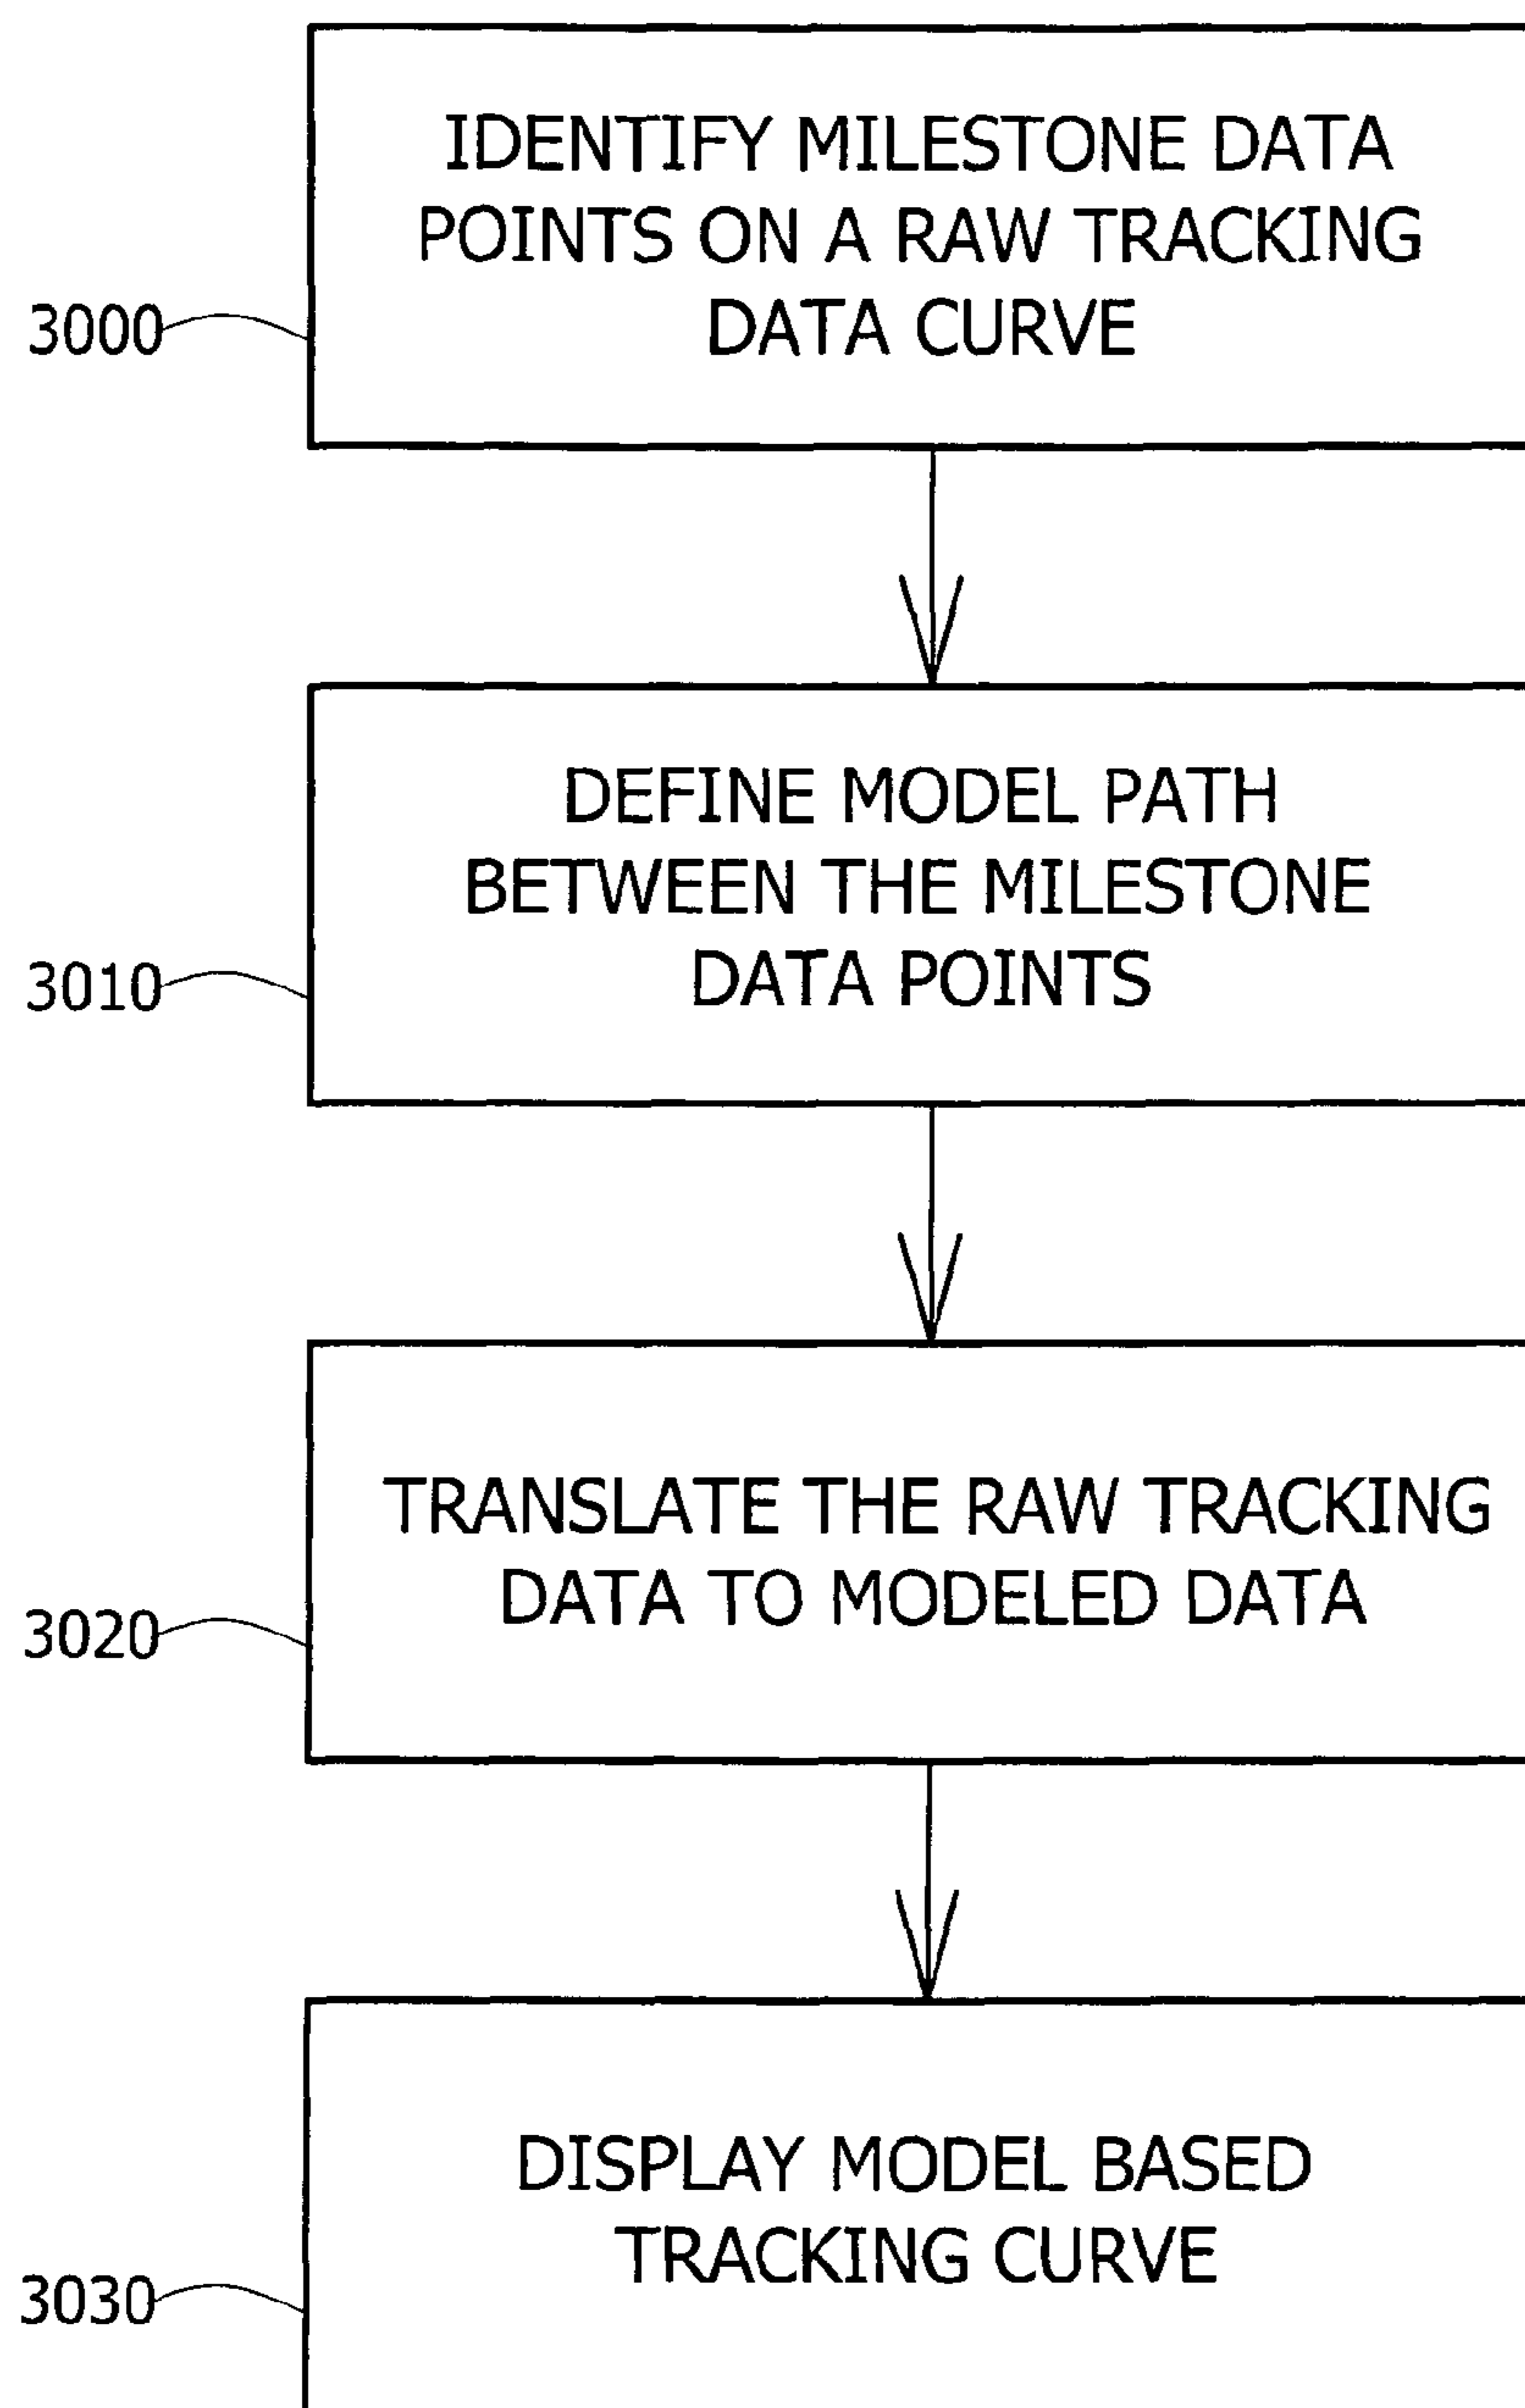 IDENTIFY MILESTONE DATA
POINTS ON A RAW TRACKING
DATA CURVE
3000
DEFINE MODEL PATH
BETWEEN THE MILESTONE
DATA POINTS
3010
TRANSLATE THE RAW TRACKING
DATA TO MODELED DATA
3020
DISPLAY MODEL BASED
TRACKING CURVE
3030